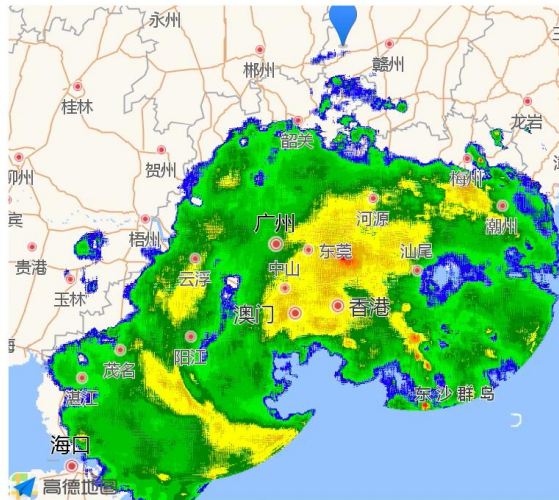 永州
郴州
赣州
桂林
龙岩
韶关
贺州
柳州
梅州
宾
河源
潮州
梧州
广州
东莞
汕尾
贵港
云浮
中山
玉林
澳门
香港
阳江
茂名
湛江
东沙群岛
海口
高德地图